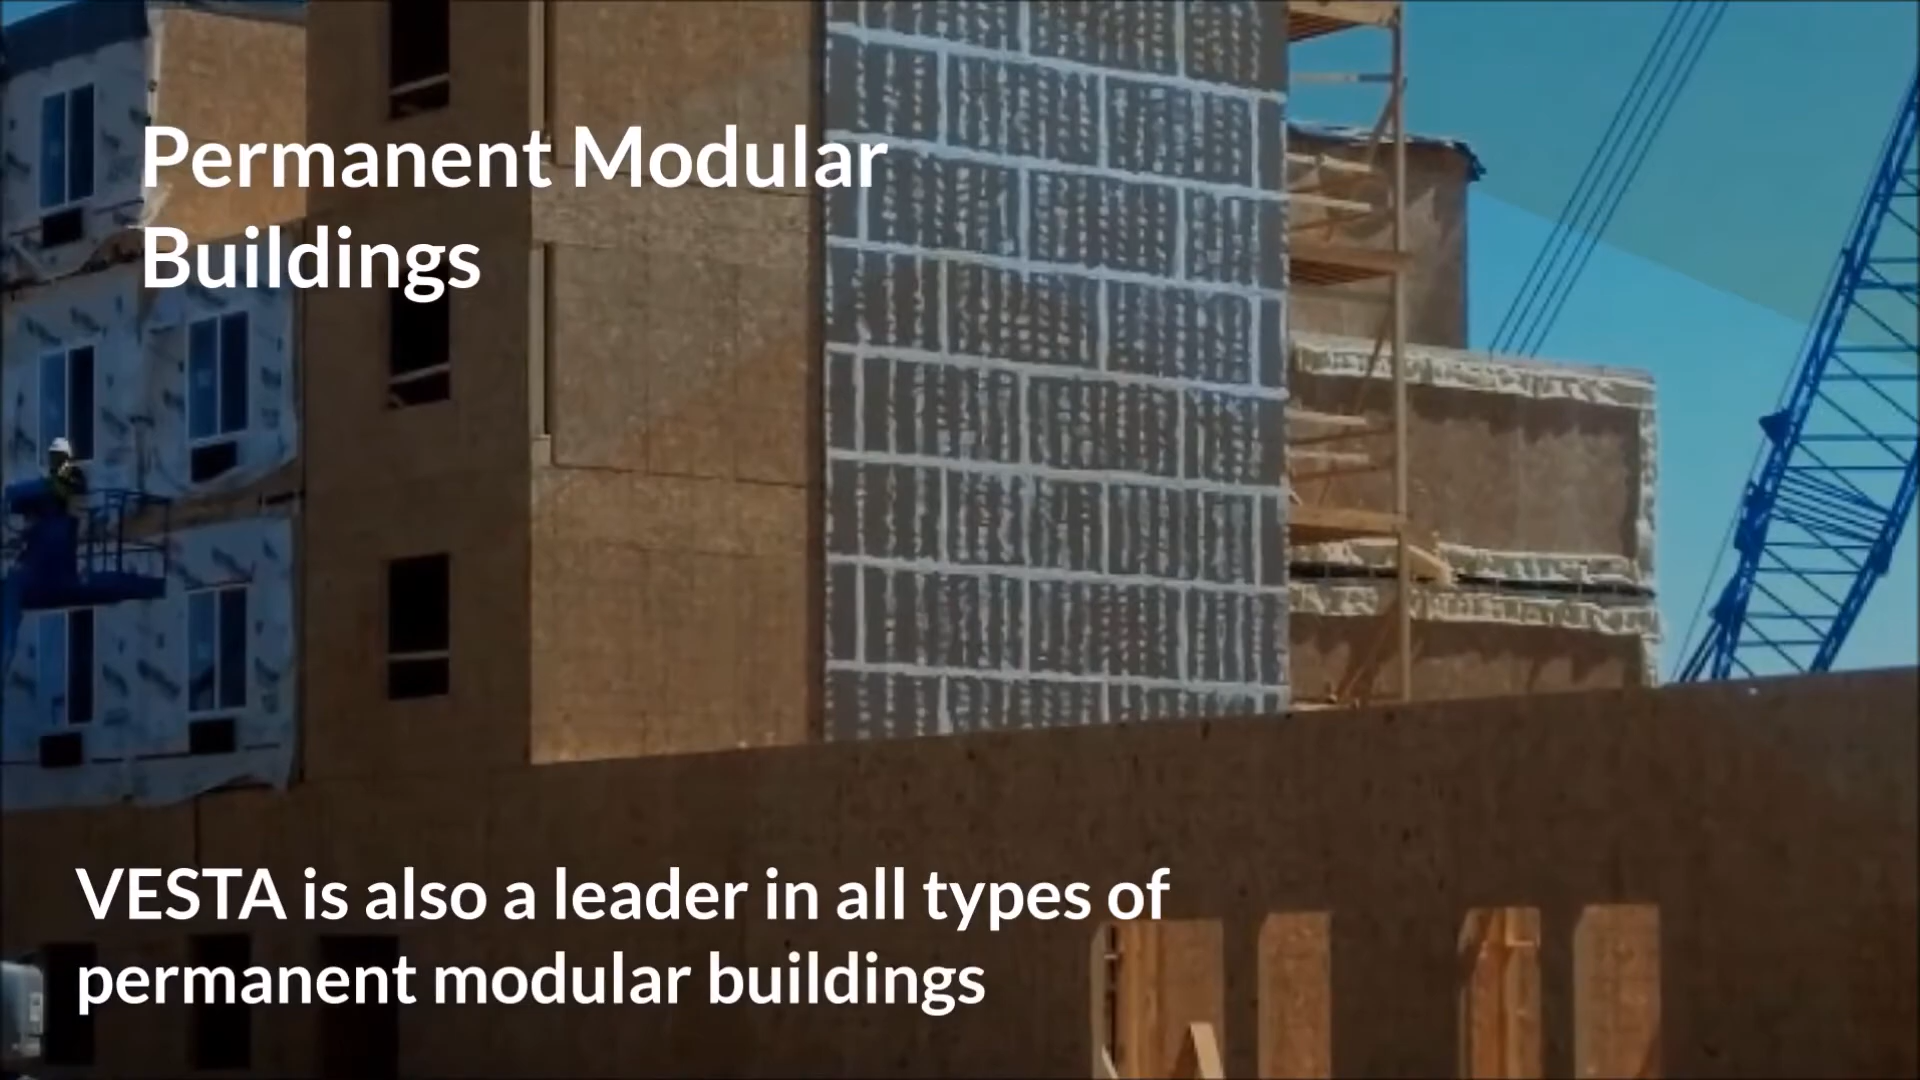 Permanent Modular
Buildings
VESTA is also a leader in all types of
permanent modular buildings